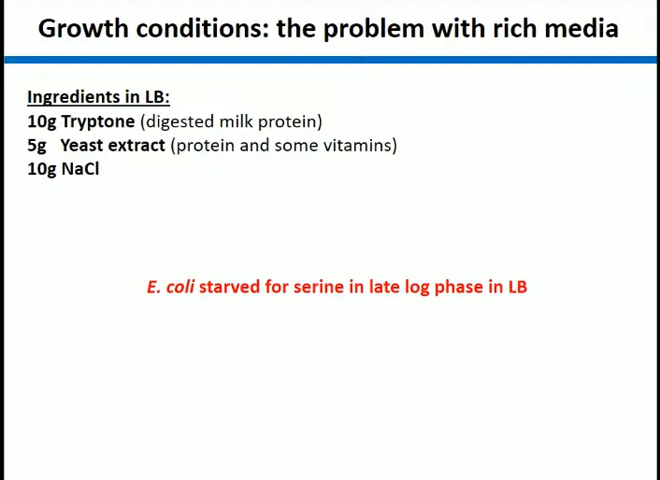 Growth conditions: the problem with rich media
Ingredients in LB:
10g Tryptone (digested milk protein)
5g Yeast extract (protein and some vitamins)
10g NaCl
E. coli starved for serine in late log phase in LB